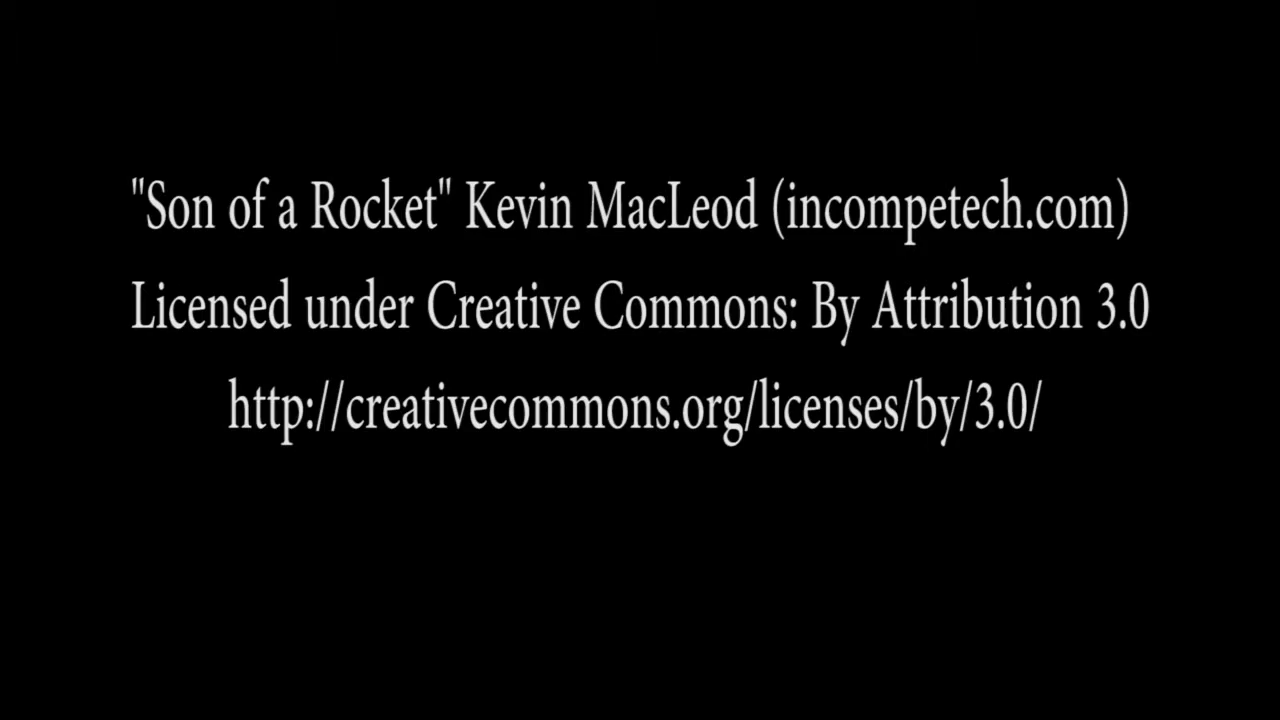 "Son of a Rocket" Kevin MacLeod (incompetech.com)
Licensed under Creative Commons: By Attribution 3.0
http://creativecommons.org/licenses/by/3.0/